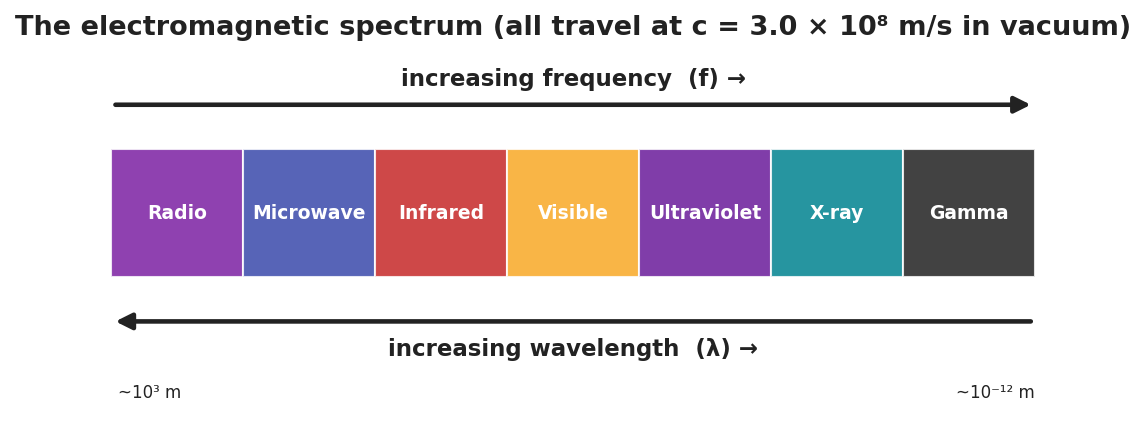 The electromagnetic spectrum (all travel at c = 3.0 × 10⁸ m/s in vacuum)
increasing frequency  (f) →
Radio
Microwave
Infrared
Visible
Ultraviolet
X-ray
Gamma
increasing wavelength  (λ) →
~10³ m
~10⁻¹² m